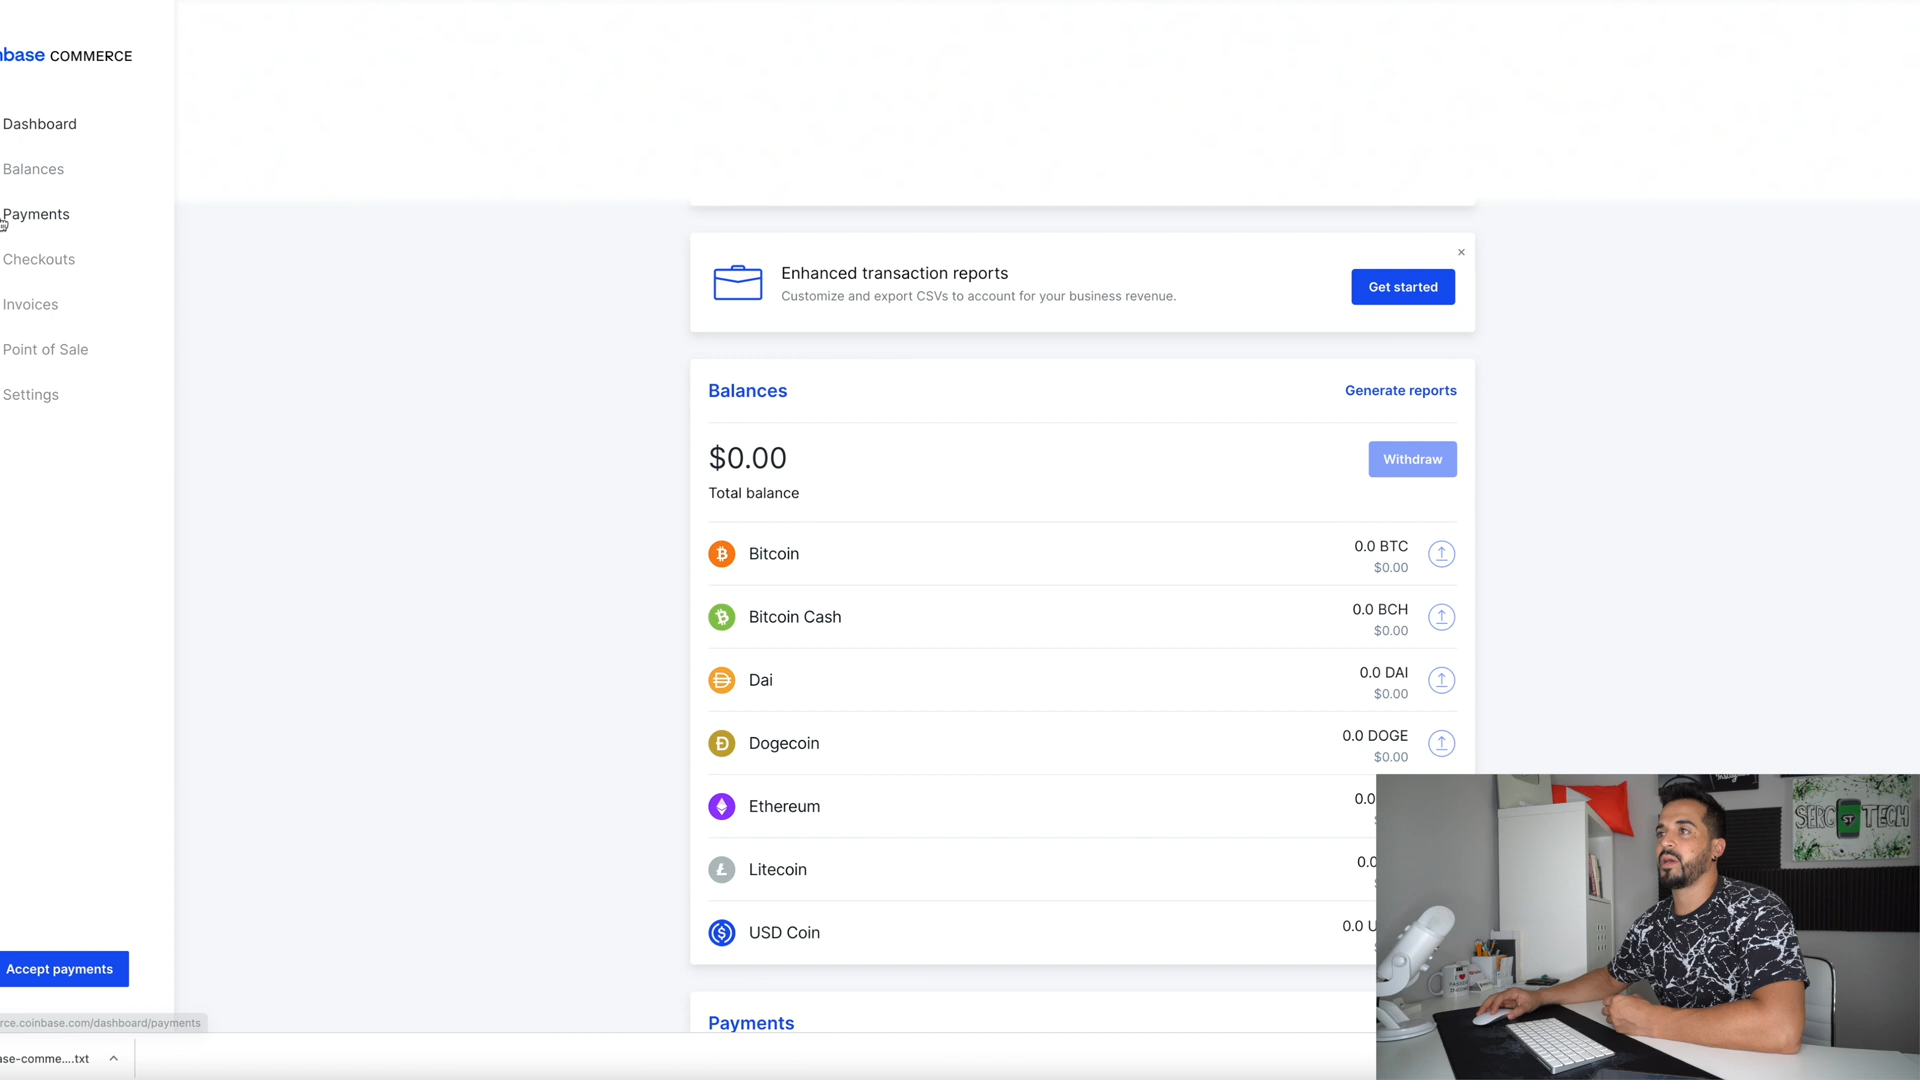 base COMMERCE
Dashboard
Balances
Payments
Checkouts
Invoices
Point of Sale
Settings
Accept payments
rce.coinbase.com/dashboard/payments
ase-comme....txt
×
Enhanced transaction reports
Customize and export CSVs to account for your business revenue.
Get started
Balances
Generate reports
$0.00
Total balance
Withdraw
Bitcoin
0.0 BTC
$0.00
Bitcoin Cash
0.0 BCH
$0.00
Dai
0.0 DAI
$0.00
Dogecoin
0.0 DOGE
$0.00
Ethereum
0.0
Litecoin
0.0
USD Coin
0.0 U
Payments
SERG ST TECH